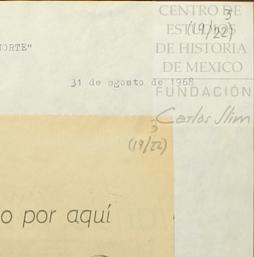 CENTRO DE
3
ESTUDIOS
(19/22)
NORTE"
DE HISTORIA
DE MEXICO
31 de agosto de 1968
FUNDACIÓN
Carlos Slim
3
(19/22)
o por aquí